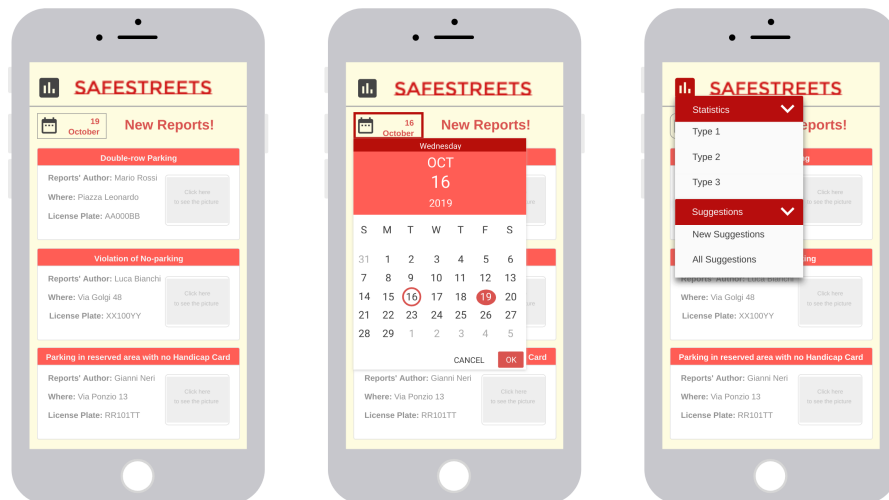 SAFESTREETS
19
October
New Reports!
Double-row Parking
Reports' Author: Mario Rossi
Where: Piazza Leonardo
License Plate: AA000BB
Click here
to see the picture
Violation of No-parking
Reports' Author: Luca Bianchi
Where: Via Golgi 48
License Plate: XX100YY
Click here
to see the picture
Parking in reserved area with no Handicap Card
Reports' Author: Gianni Neri
Where: Via Ponzio 13
License Plate: RR101TT
Click here
to see the picture
SAFESTREETS
16
October
New Reports!
Wednesday
OCT
16
2019
S M T W T F S
31 1 2 3 4 5 6
7 8 9 10 11 12 13
14 15 16 17 18 19 20
21 22 23 24 25 26 27
28 29 1 2 3 4 5
CANCEL OK
Card
Reports' Author: Gianni Neri
Where: Via Ponzio 13
License Plate: RR101TT
Click here
to see the picture
SAFESTREETS
Statistics
Type 1
Type 2
Type 3
Suggestions
New Suggestions
All Suggestions
Reports' Author: Luca Bianchi
Where: Via Golgi 48
License Plate: XX100YY
Click here
to see the picture
Parking in reserved area with no Handicap Card
Reports' Author: Gianni Neri
Where: Via Ponzio 13
License Plate: RR101TT
Click here
to see the picture